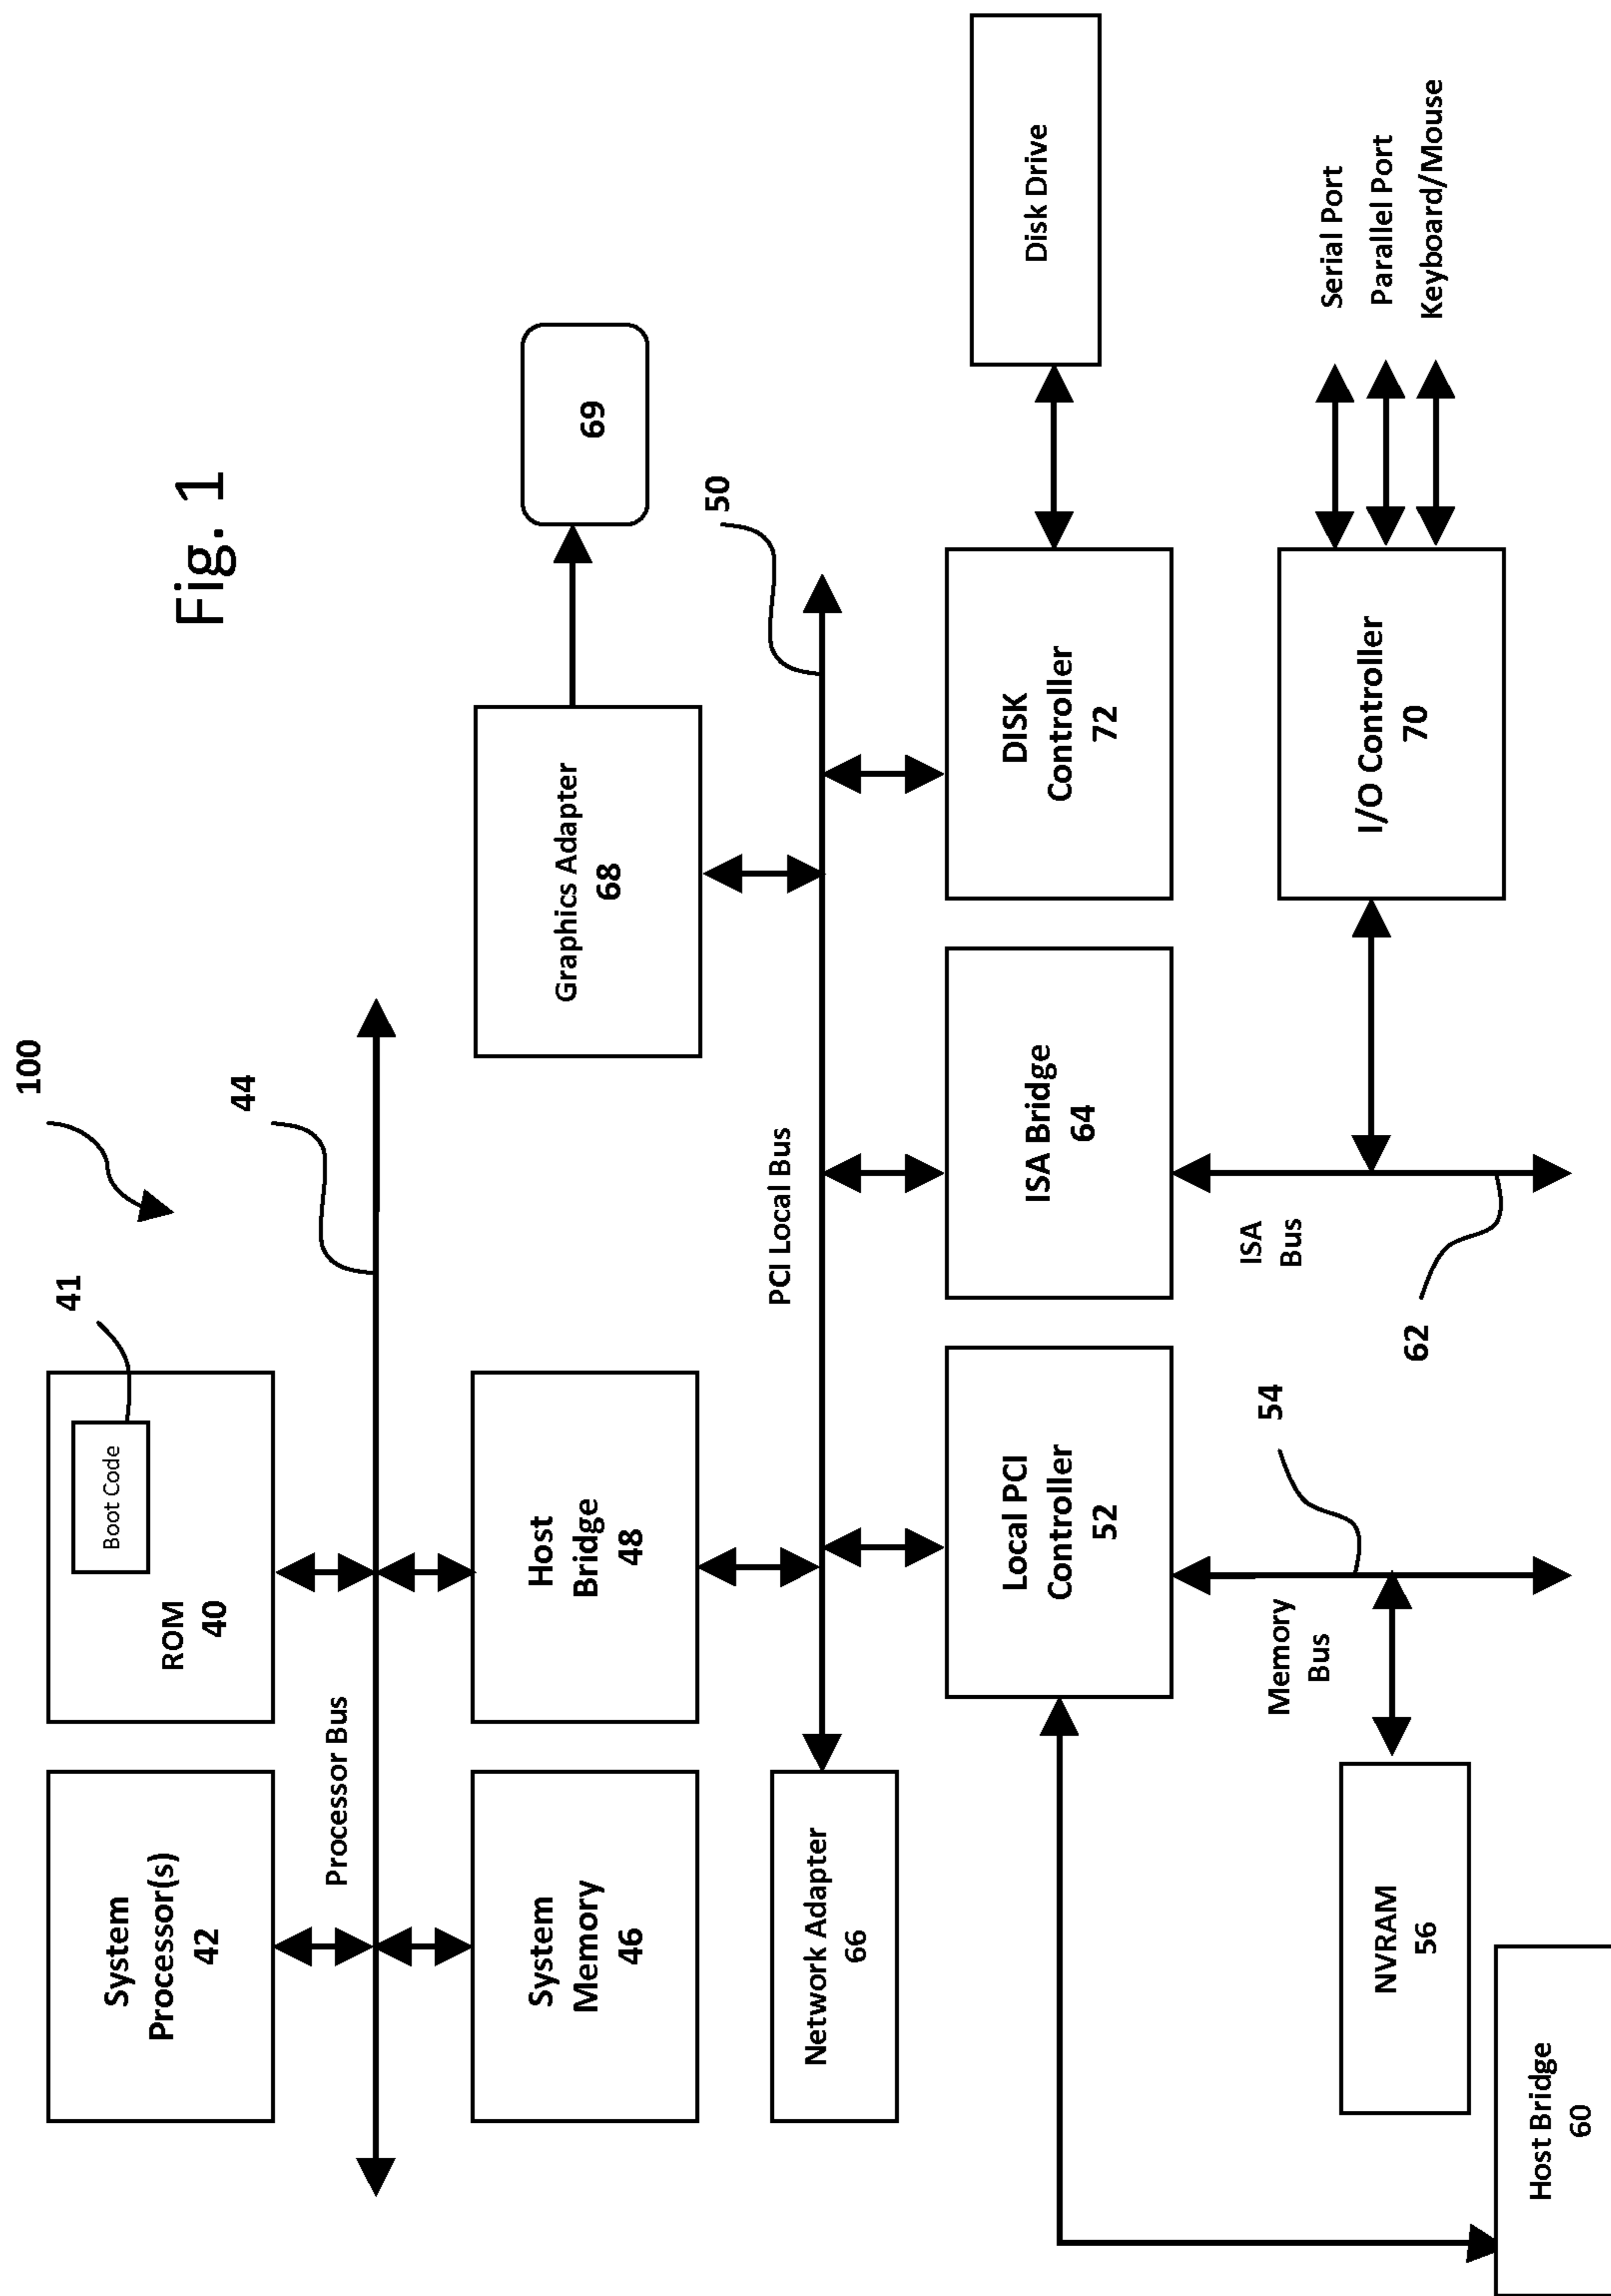 Fig. 1
100
41
44
System
Processor(s)
42
Boot Code
ROM
40
Processor Bus
System
Memory
46
Host
Bridge
48
Graphics Adapter
68
69
50
PCI Local Bus
Network Adapter
66
Local PCI
Controller
52
ISA Bridge
64
DISK
Controller
72
Disk Drive
54
Memory
Bus
ISA
Bus
62
I/O Controller
70
Serial Port
Parallel Port
Keyboard/Mouse
NVRAM
56
Host Bridge
60